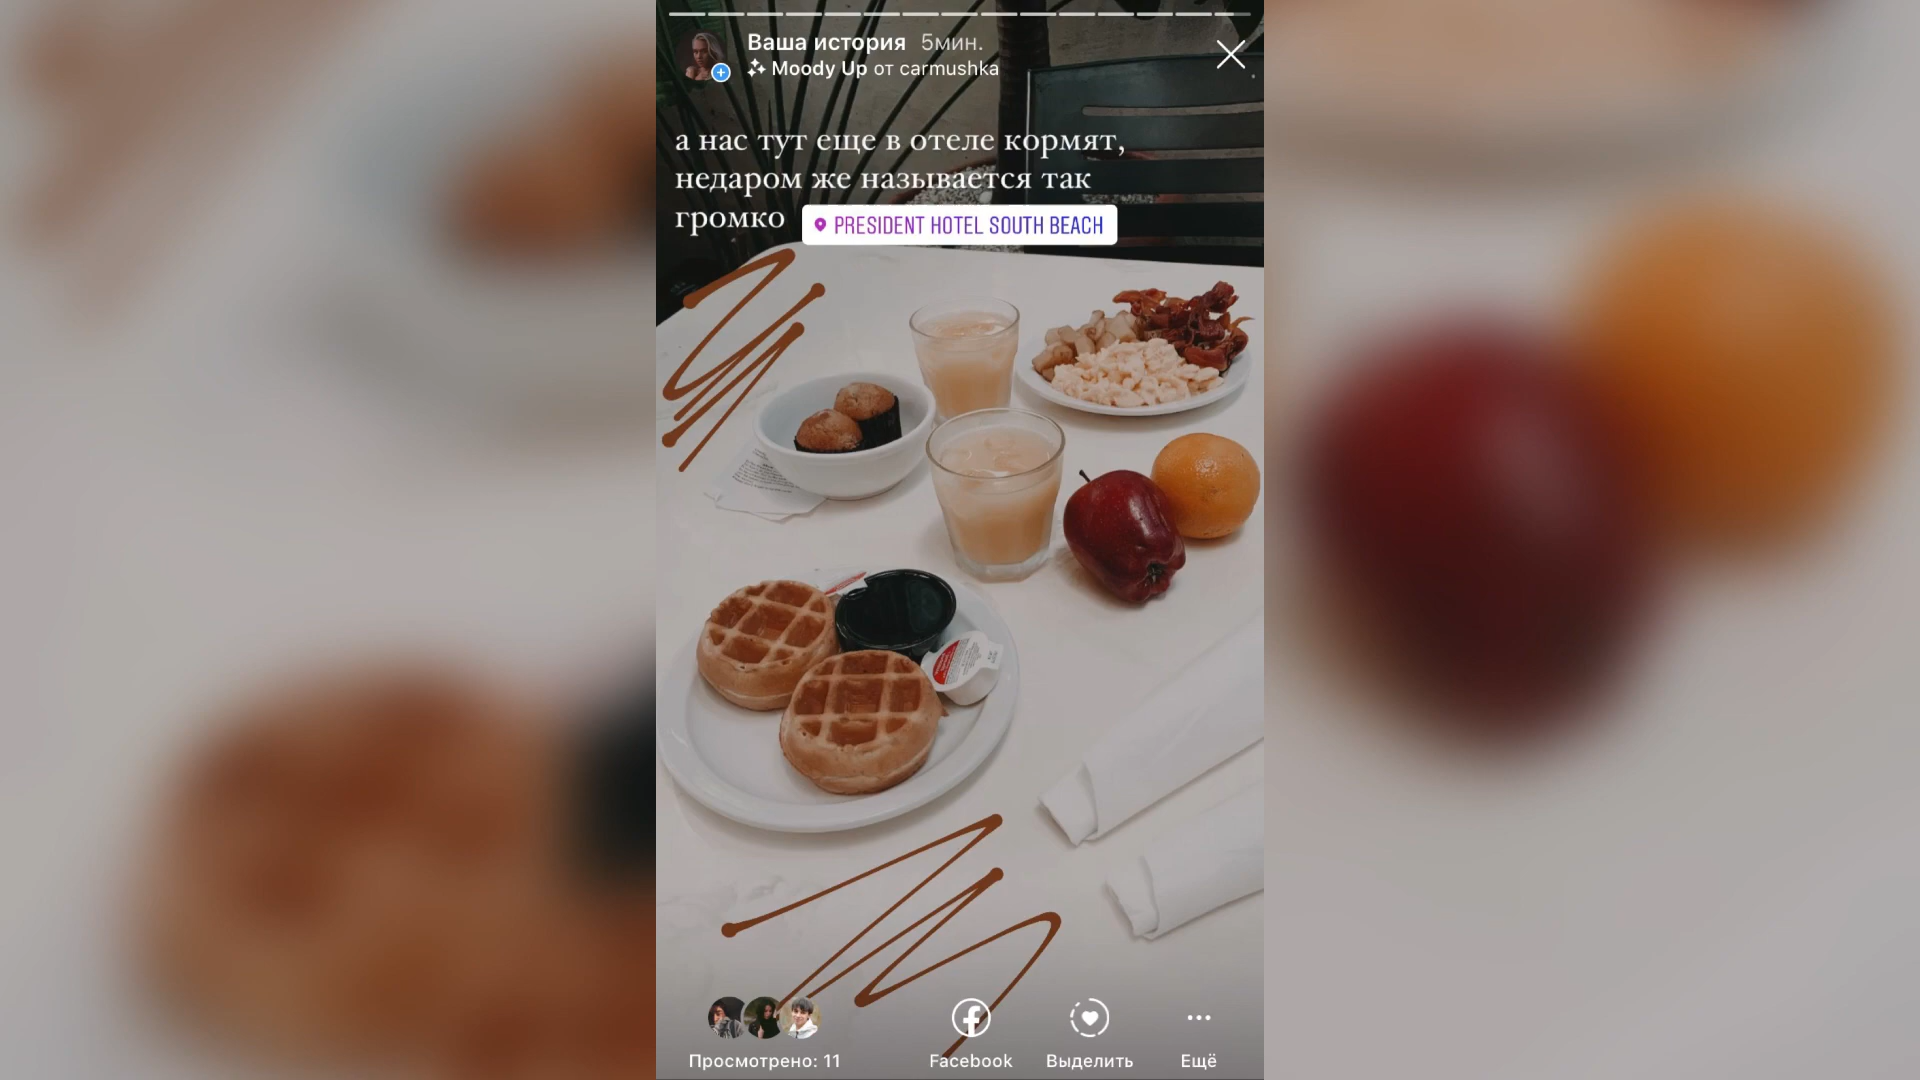 Ваша история 5мин.
Moody Up от carmushka
а нас тут еще в отеле кормят,
недаром же называется так
громко PRESIDENT HOTEL SOUTH BEACH
Просмотрено: 11
Facebook
Выделить
Ещё